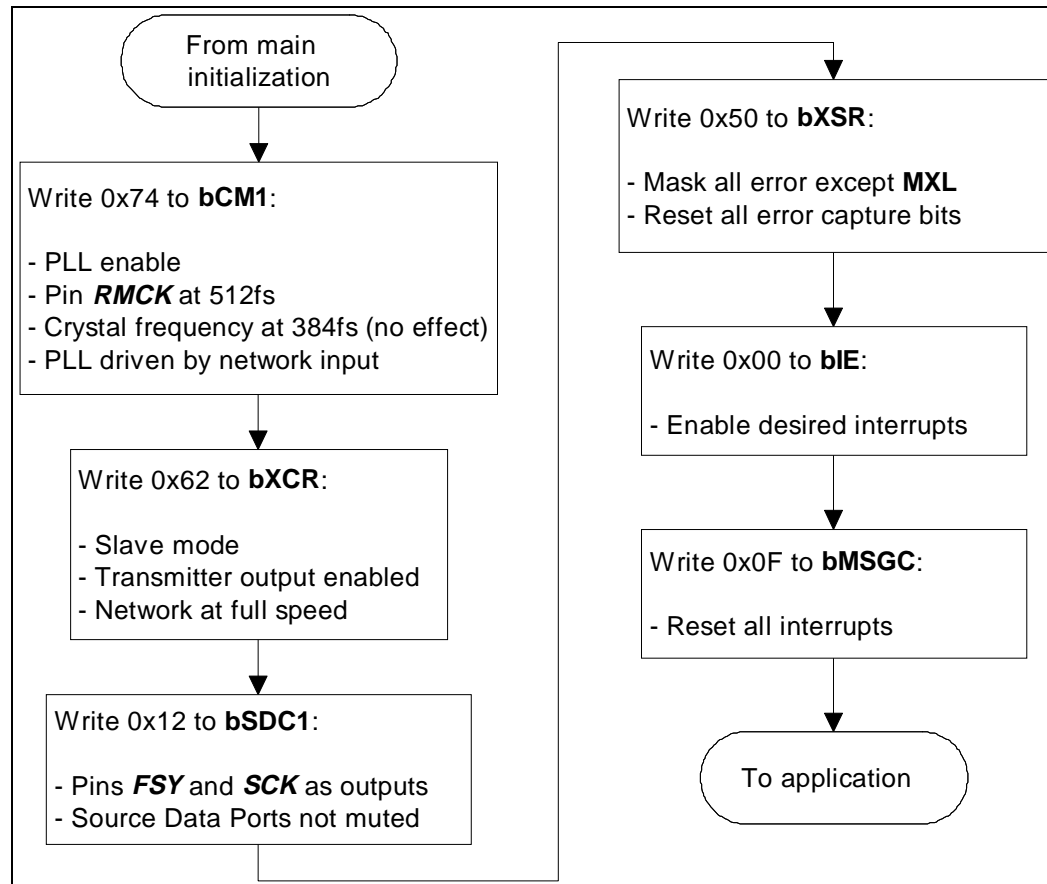 From main
initialization
Write 0x74 to bCM1:
- PLL enable
- Pin RMCK at 512fs
- Crystal frequency at 384fs (no effect)
- PLL driven by network input
Write 0x62 to bXCR:
- Slave mode
- Transmitter output enabled
- Network at full speed
Write 0x12 to bSDC1:
- Pins FSY and SCK as outputs
- Source Data Ports not muted
Write 0x50 to bXSR:
- Mask all error except MXL
- Reset all error capture bits
Write 0x00 to bIE:
- Enable desired interrupts
Write 0x0F to bMSGC:
- Reset all interrupts
To application